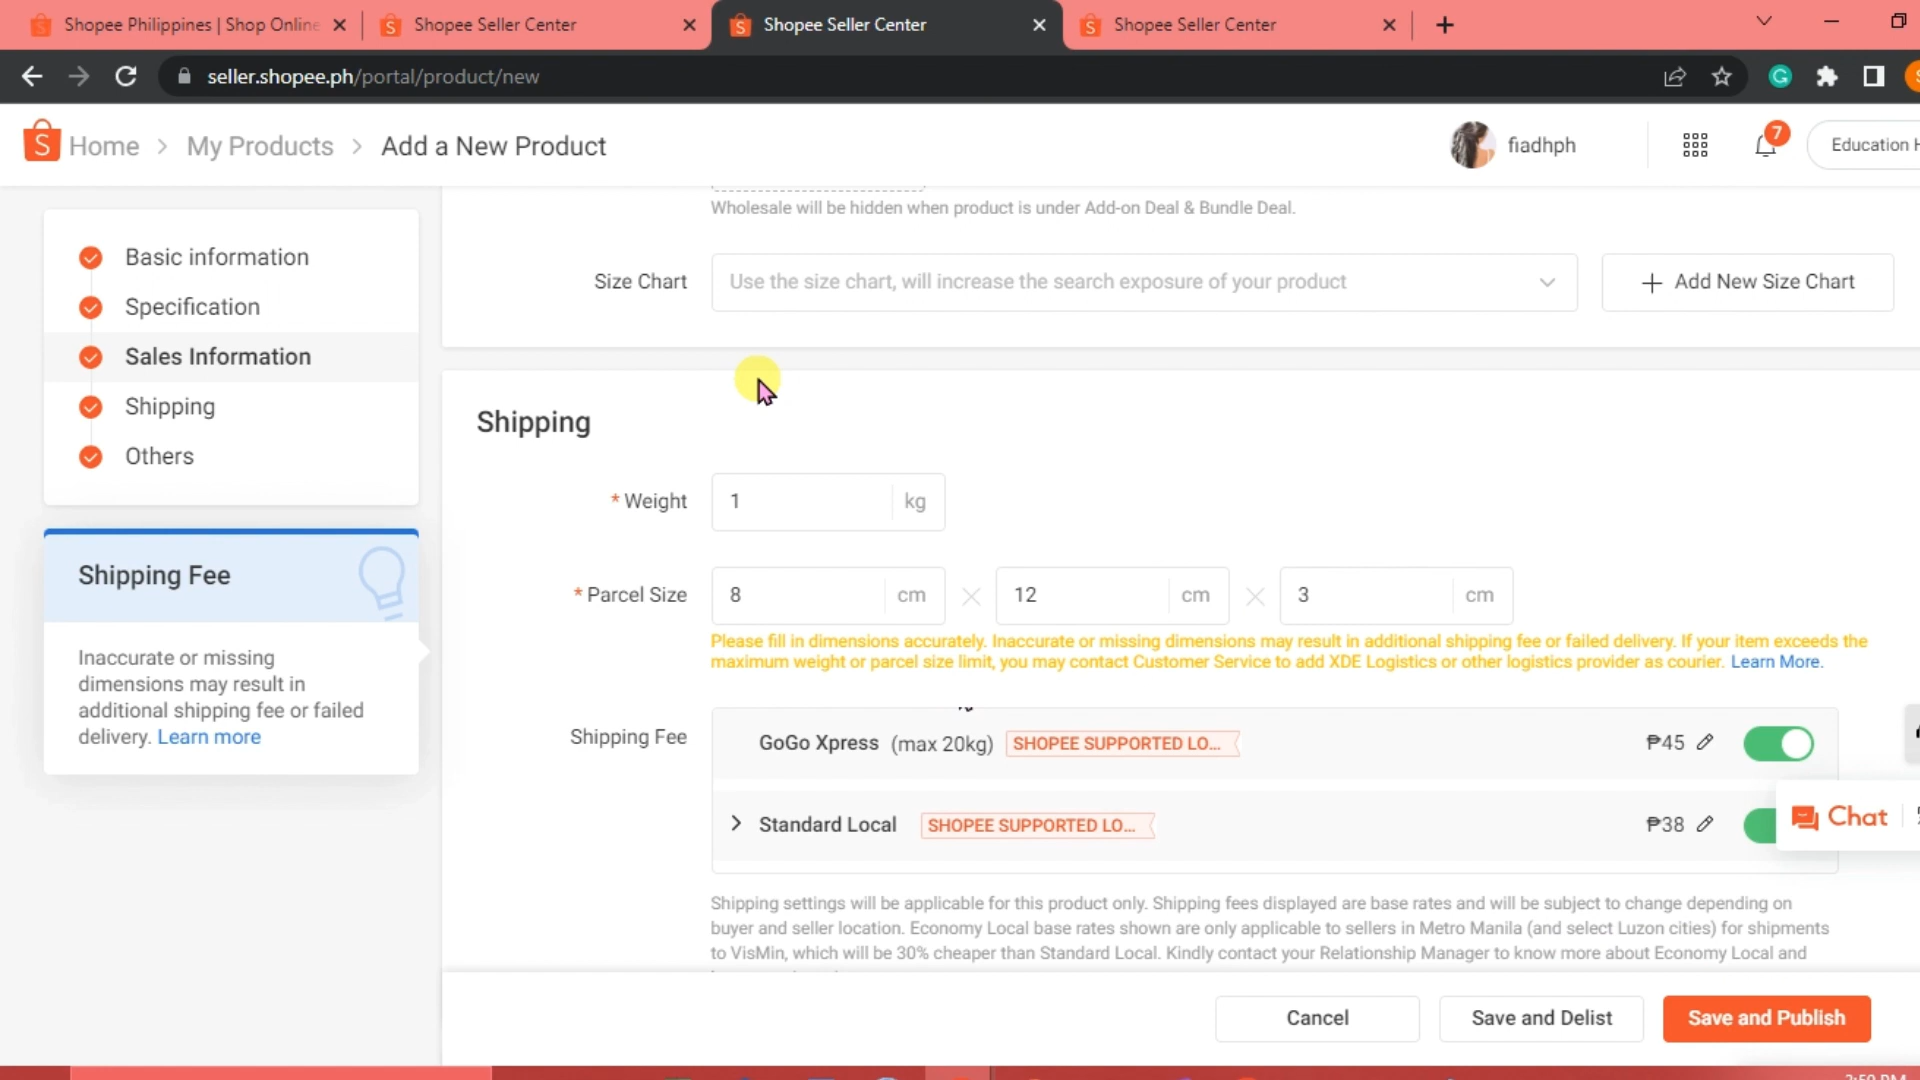 Shopee Philippines | Shop Online
Shopee Seller Center
Shopee Seller Center
Shopee Seller Center
seller.shopee.ph/portal/product/new
Home > My Products > Add a New Product
fiadhph
7
Education H
Basic information
Specification
Sales Information
Shipping
Others
Shipping Fee
Inaccurate or missing
dimensions may result in
additional shipping fee or failed
delivery. Learn more
Wholesale will be hidden when product is under Add-on Deal & Bundle Deal.
Size Chart
Use the size chart, will increase the search exposure of your product
Add New Size Chart
Shipping
* Weight 1 kg
* Parcel Size 8 cm × 12 cm × 3 cm
Please fill in dimensions accurately. Inaccurate or missing dimensions may result in additional shipping fee or failed delivery. If your item exceeds the
maximum weight or parcel size limit, you may contact Customer Service to add XDE Logistics or other logistics provider as courier. Learn More.
Shipping Fee
GoGo Xpress (max 20kg) SHOPEE SUPPORTED LO... ₱45
Standard Local SHOPEE SUPPORTED LO... ₱38
Chat
Shipping settings will be applicable for this product only. Shipping fees displayed are base rates and will be subject to change depending on
buyer and seller location. Economy Local base rates shown are only applicable to sellers in Metro Manila (and select Luzon cities) for shipments
to VisMin, which will be 30% cheaper than Standard Local. Kindly contact your Relationship Manager to know more about Economy Local and
Cancel
Save and Delist
Save and Publish